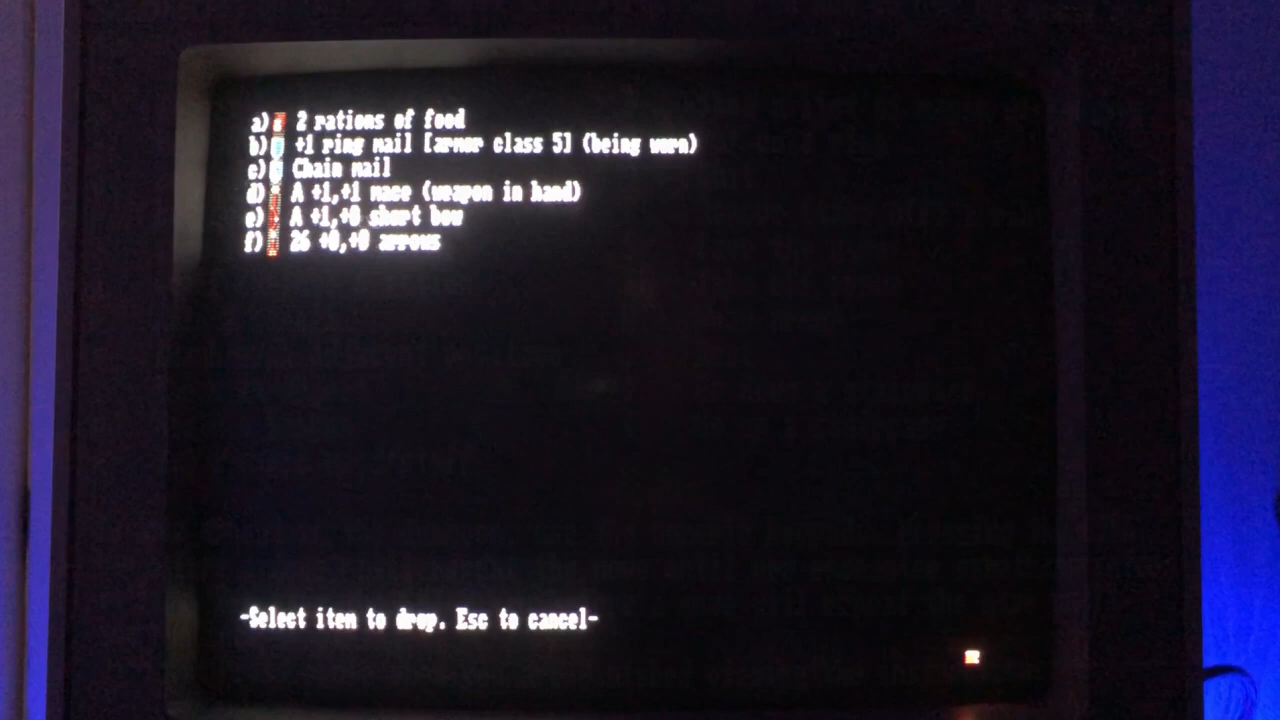 a) 2 rations of food
b) +1 ring mail [armor class 5] (being worn)
c) Chain mail
d) A +1,+1 mace (weapon in hand)
e) A +1,+0 short bow
f) 26 +0,+0 arrows
-Select item to drop. Esc to cancel-